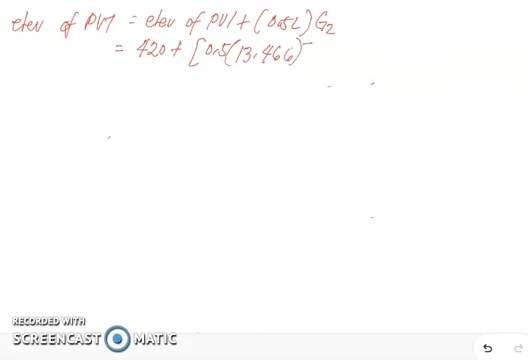 elev of PVT = elev of PVI + (0.5L) G2
= 420 + [0.5(13.466)
RECORDED WITH
SCREENCAST MATIC